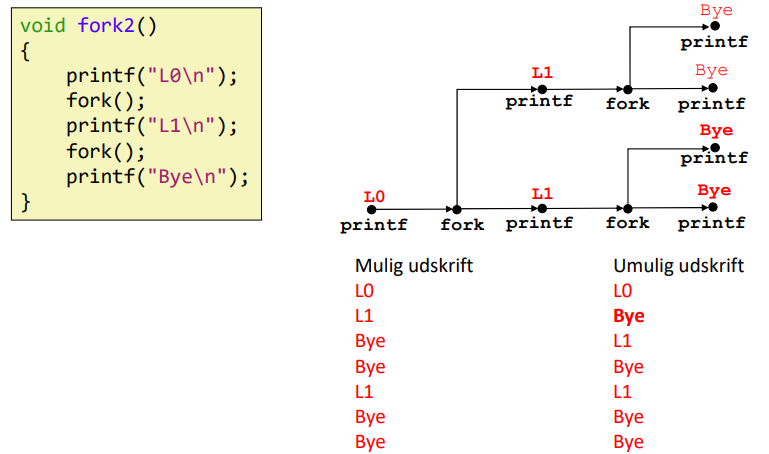 void fork2()
{
    printf("L0\n");
    fork();
    printf("L1\n");
    fork();
    printf("Bye\n");
}
Bye
printf
L1
Bye
printf
fork
printf
Bye
printf
L0
L1
Bye
printf
fork
printf
fork
printf
Mulig udskrift
L0
L1
Bye
Bye
L1
Bye
Bye
Umulig udskrift
L0
Bye
L1
Bye
L1
Bye
Bye